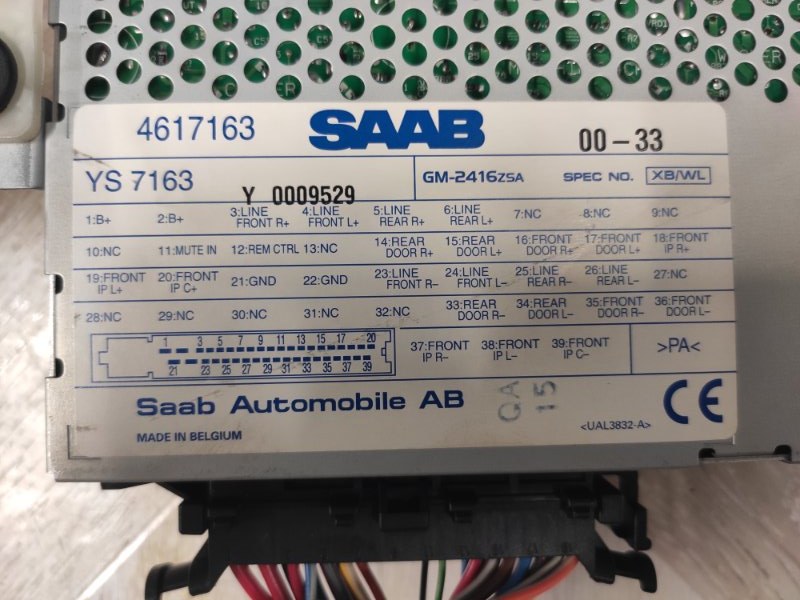 4617163 SAAB 00-33
YS 7163 Y 0009529 GM-2416ZSA SPEC NO. XB/WL
1:B+ 2:B+ 3:LINE FRONT R+ 4:LINE FRONT L+ 5:LINE REAR R+ 6:LINE REAR L+ 7:NC 8:NC 9:NC
10:NC 11:MUTE IN 12:REM CTRL 13:NC 14:REAR DOOR R+ 15:REAR DOOR L+ 16:FRONT DOOR R+ 17:FRONT DOOR L+ 18:FRONT IP R+
19:FRONT IP L+ 20:FRONT IP C+ 21:GND 22:GND 23:LINE FRONT R− 24:LINE FRONT L− 25:LINE REAR R− 26:LINE REAR L− 27:NC
28:NC 29:NC 30:NC 31:NC 32:NC 33:REAR DOOR R− 34:REAR DOOR L− 35:FRONT DOOR R− 36:FRONT DOOR L−
1 3 5 7 9 11 13 15 17 20
21 23 25 27 29 31 33 35 37 39
37:FRONT IP R− 38:FRONT IP L− 39:FRONT IP C− >PA<
Saab Automobile AB QA 15 CE
MADE IN BELGIUM <UAL3832-A>